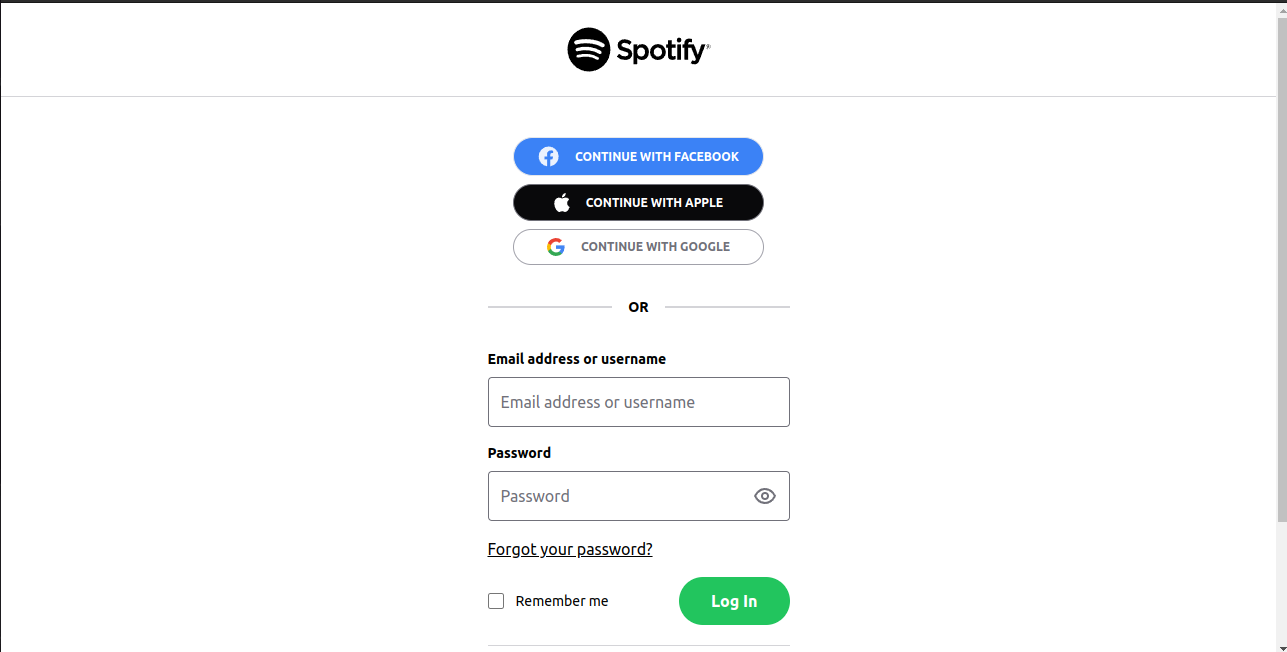 Spotify®
CONTINUE WITH FACEBOOK
CONTINUE WITH APPLE
CONTINUE WITH GOOGLE
OR
Email address or username
Email address or username
Password
Password
Forgot your password?
Remember me
Log In